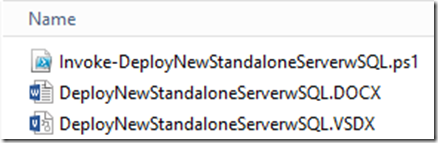 Name
Invoke-DeployNewStandaloneServerwSQL.ps1
DeployNewStandaloneServerwSQL.DOCX
DeployNewStandaloneServerwSQL.VSDX